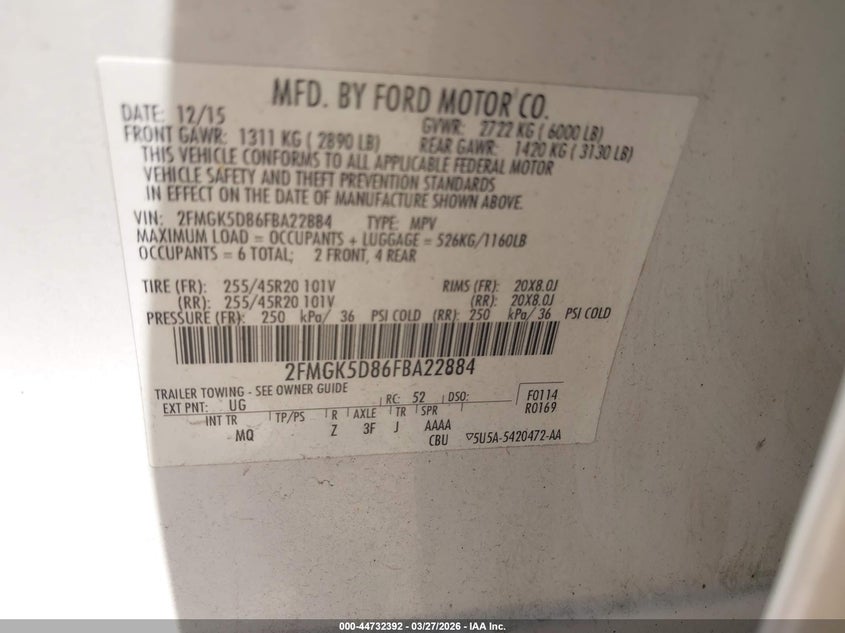 MFD. BY FORD MOTOR CO.
DATE: 12/15 GVWR: 2722 KG ( 6000 LB)
FRONT GAWR: 1311 KG ( 2890 LB) REAR GAWR: 1420 KG ( 3130 LB)
THIS VEHICLE CONFORMS TO ALL APPLICABLE FEDERAL MOTOR
VEHICLE SAFETY AND THEFT PREVENTION STANDARDS
IN EFFECT ON THE DATE OF MANUFACTURE SHOWN ABOVE.
VIN: 2FMGK5D86FBA22884 TYPE: MPV
MAXIMUM LOAD = OCCUPANTS + LUGGAGE = 526KG/1160LB
OCCUPANTS = 6 TOTAL; 2 FRONT, 4 REAR
TIRE (FR): 255/45R20 101V RIMS (FR): 20X8.0J
(RR): 255/45R20 101V (RR): 20X8.0J
PRESSURE (FR): 250 kPa/ 36 PSI COLD (RR): 250 kPa/ 36 PSI COLD
2FMGK5D86FBA22884
TRAILER TOWING - SEE OWNER GUIDE
EXT PNT: UG RC: 52 DSO: F0114
INT TR TP/PS R AXLE TR SPR R0169
MQ Z 3F J AAAA
CBU ▽5U5A-5420472-AA
000-44732392 — 03/27/2026 — IAA Inc.